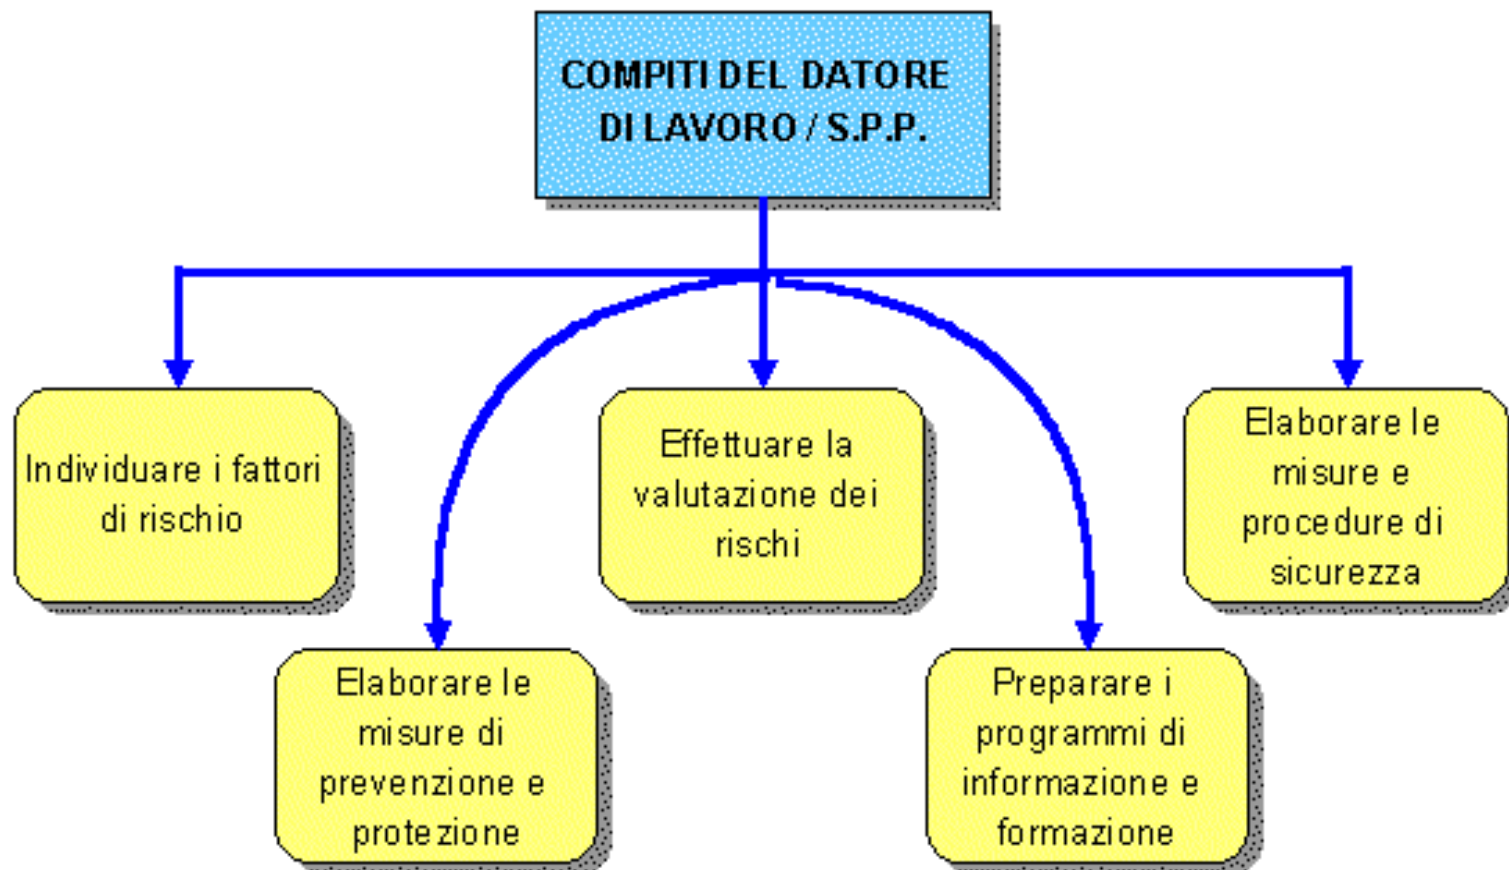 COMPITI DEL DATORE
DI LAVORO / S.P.P.
Individuare i fattori
di rischio
Effettuare la
valutazione dei
rischi
Elaborare le
misure e
procedure di
sicurezza
Elaborare le
misure di
prevenzione e
protezione
Preparare i
programmi di
informazione e
formazione